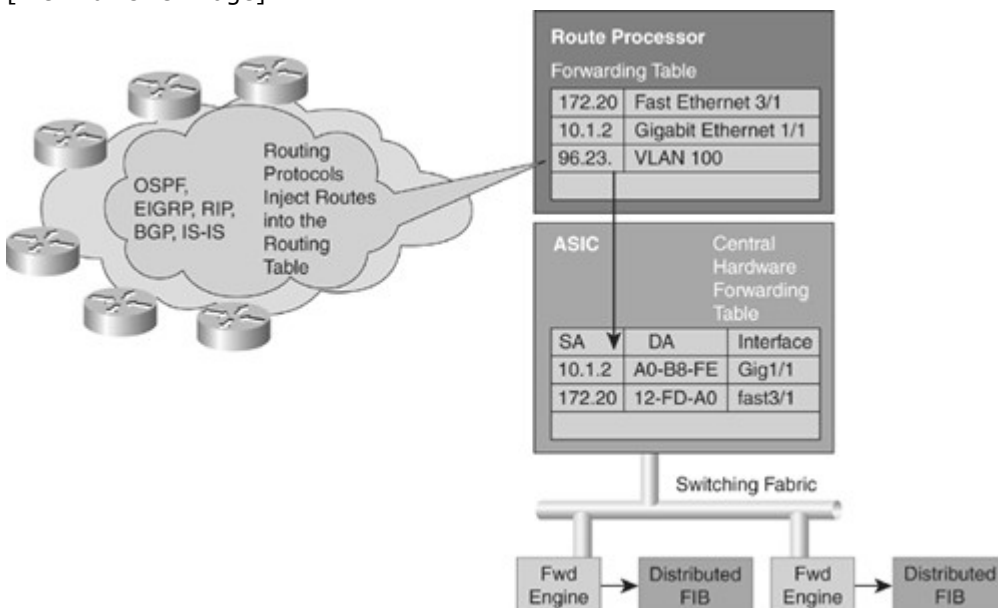 Route Processor
Forwarding Table
172.20 Fast Ethernet 3/1
10.1.2 Gigabit Ethernet 1/1
96.23. VLAN 100
OSPF,
EIGRP, RIP,
BGP, IS-IS
Routing
Protocols
Inject Routes
into the
Routing
Table
ASIC
Central
Hardware
Forwarding
Table
SA DA Interface
10.1.2 A0-B8-FE Gig1/1
172.20 12-FD-A0 fast3/1
Switching Fabric
Fwd
Engine
Distributed
FIB
Fwd
Engine
Distributed
FIB